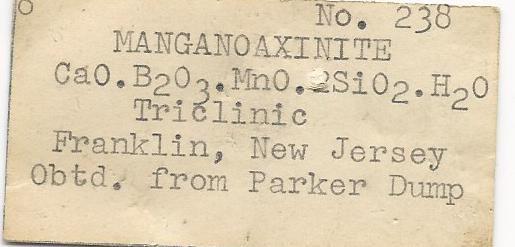 No. 238
MANGANOAXINITE
CaO.B2O3.MnO.2SiO2.H2O
Triclinic
Franklin, New Jersey
Obtd. from Parker Dump